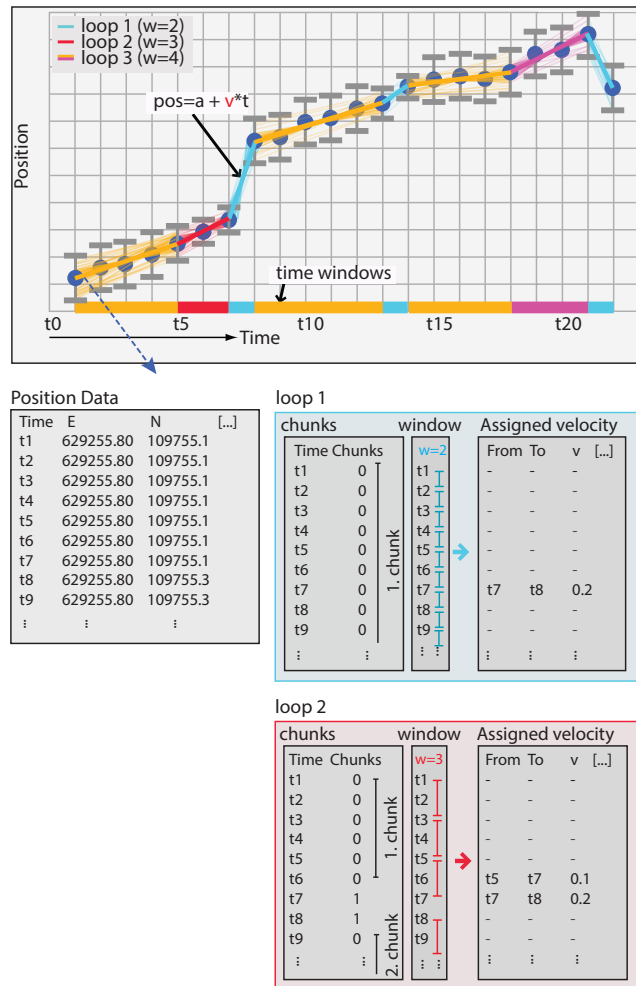 loop 1 (w=2)
loop 2 (w=3)
loop 3 (w=4)
pos=a + v*t
Position
time windows
t0 t5 t10 t15 t20
Time
Position Data
Time E N [...]
t1 629255.80 109755.1
t2 629255.80 109755.1
t3 629255.80 109755.1
t4 629255.80 109755.1
t5 629255.80 109755.1
t6 629255.80 109755.1
t7 629255.80 109755.1
t8 629255.80 109755.3
t9 629255.80 109755.3
⋮ ⋮ ⋮
loop 1
chunks window Assigned velocity
Time Chunks w=2 From To v [...]
t1 0 t1 - - -
t2 0 t2 - - -
t3 0 t3 - - -
t4 0 t4 - - -
t5 0 t5 - - -
t6 0 t6 - - -
t7 0 t7 t7 t8 0.2
t8 0 t8 - - -
t9 0 t9 - - -
⋮ ⋮ ⋮ ⋮ ⋮ ⋮ ⋮
1. chunk
loop 2
chunks window Assigned velocity
Time Chunks w=3 From To v [...]
t1 0 t1 - - -
t2 0 t2 - - -
t3 0 t3 - - -
t4 0 t4 - - -
t5 0 t5 - - -
t6 0 t6 t5 t7 0.1
t7 1 t7 t7 t8 0.2
t8 1 t8 - - -
t9 0 t9 - - -
⋮ ⋮ ⋮ ⋮ ⋮ ⋮ ⋮
1. chunk
2. chunk